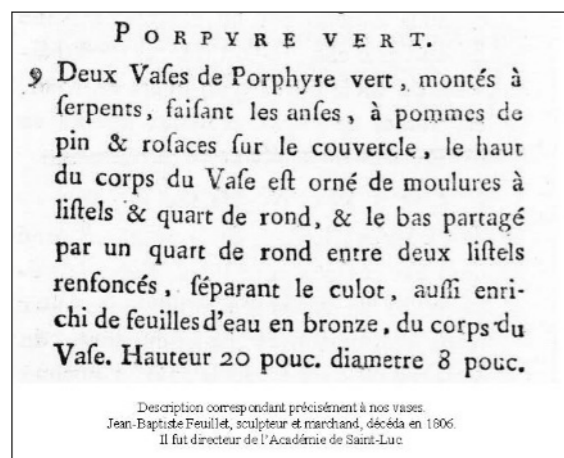 PORPYRE VERT.
9 Deux Vaſes de Porphyre vert, montés à
ſerpents, faiſant les anſes, à pommes de
pin & roſaces ſur le couvercle, le haut
du corps du Vaſe eſt orné de moulures à
liſtels & quart de rond, & le bas partagé
par un quart de rond entre deux liſtels
renfoncés, ſéparant le culot, auſſi enri-
chi de feuilles d'eau en bronze, du corps du
Vaſe. Hauteur 20 pouc. diametre 8 pouc.
Description correspondant précisément à nos vases.
Jean-Baptiste Feuillet, sculpteur et marchand, décéda en 1806.
Il fut directeur de l'Académie de Saint-Luc